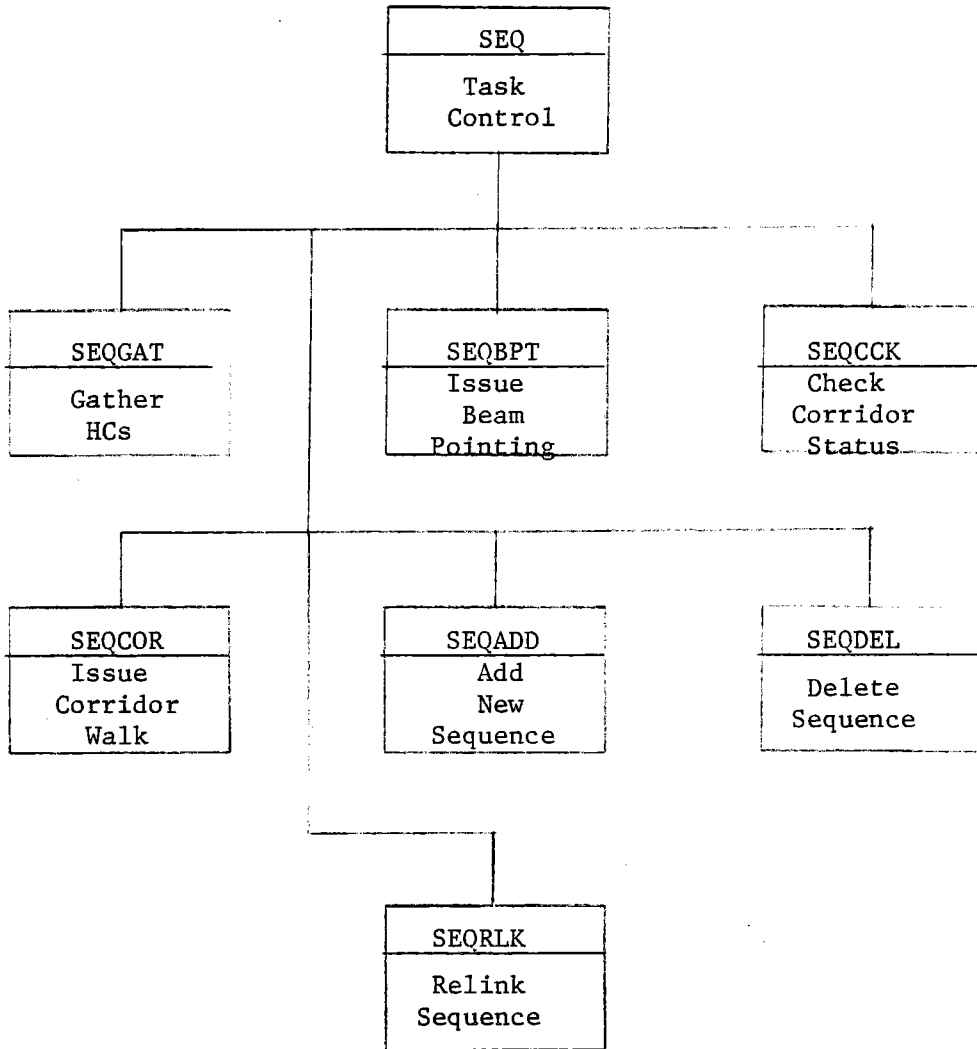 SEQ
Task
Control
SEQGAT
Gather
HCs
SEQBPT
Issue
Beam
Pointing
SEQCCK
Check
Corridor
Status
SEQCOR
Issue
Corridor
Walk
SEQADD
Add
New
Sequence
SEQDEL
Delete
Sequence
SEQRLK
Relink
Sequence